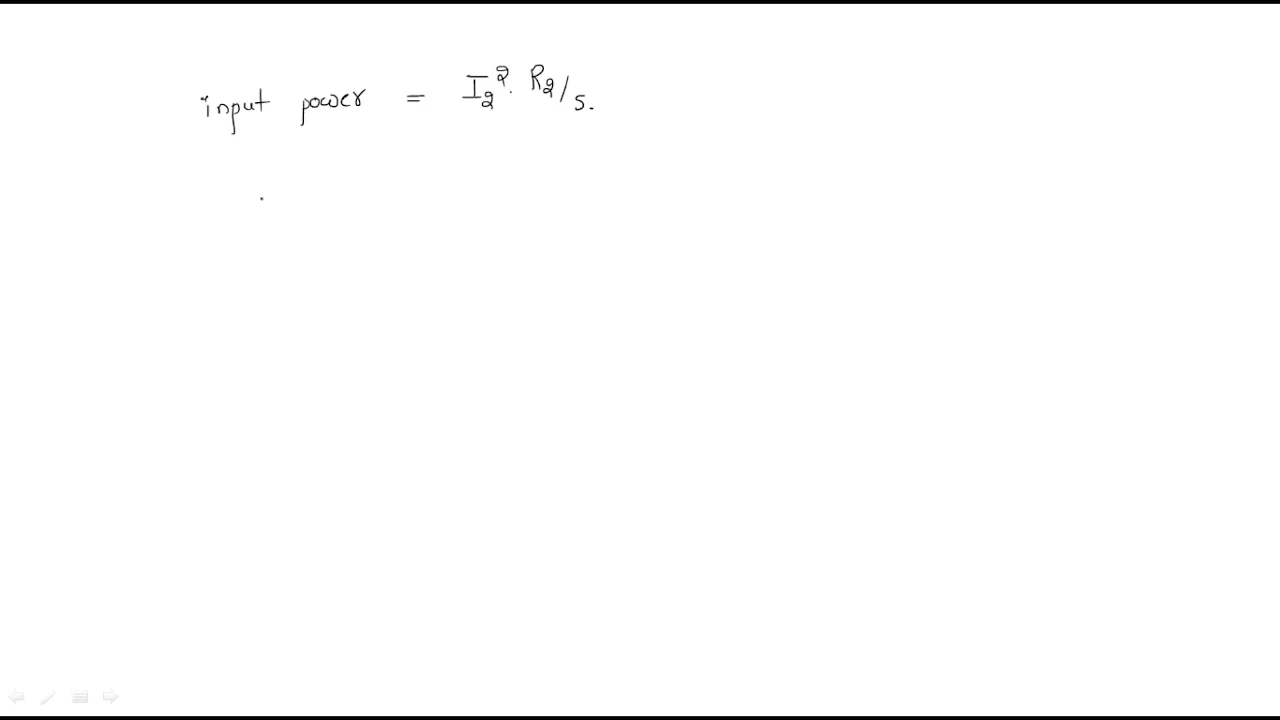 input power = I₂². R₂/s.